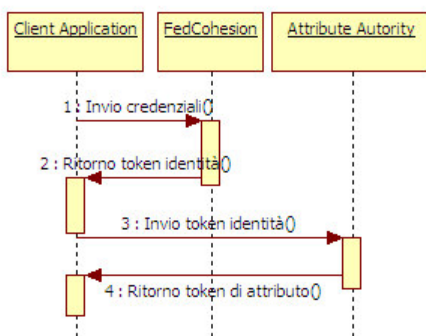 Client Application
FedCohesion
Attribute Autority
1 : Invio credenziali()
2 : Ritorno token identità()
3 : Invio token identità()
4 : Ritorno token di attributo()